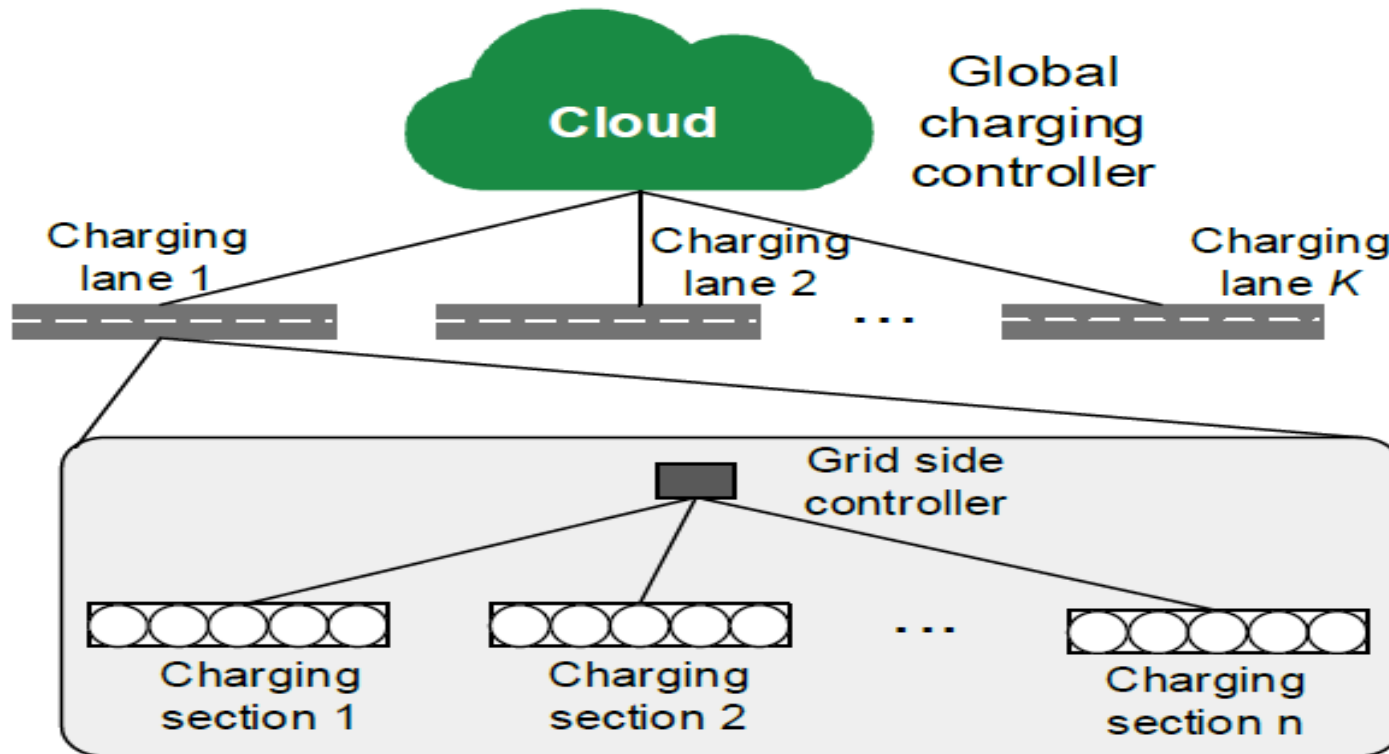 Cloud
Global
charging
controller
Charging
lane 1
Charging
lane 2
...
Charging
lane K
Grid side
controller
...
Charging
section 1
Charging
section 2
Charging
section n